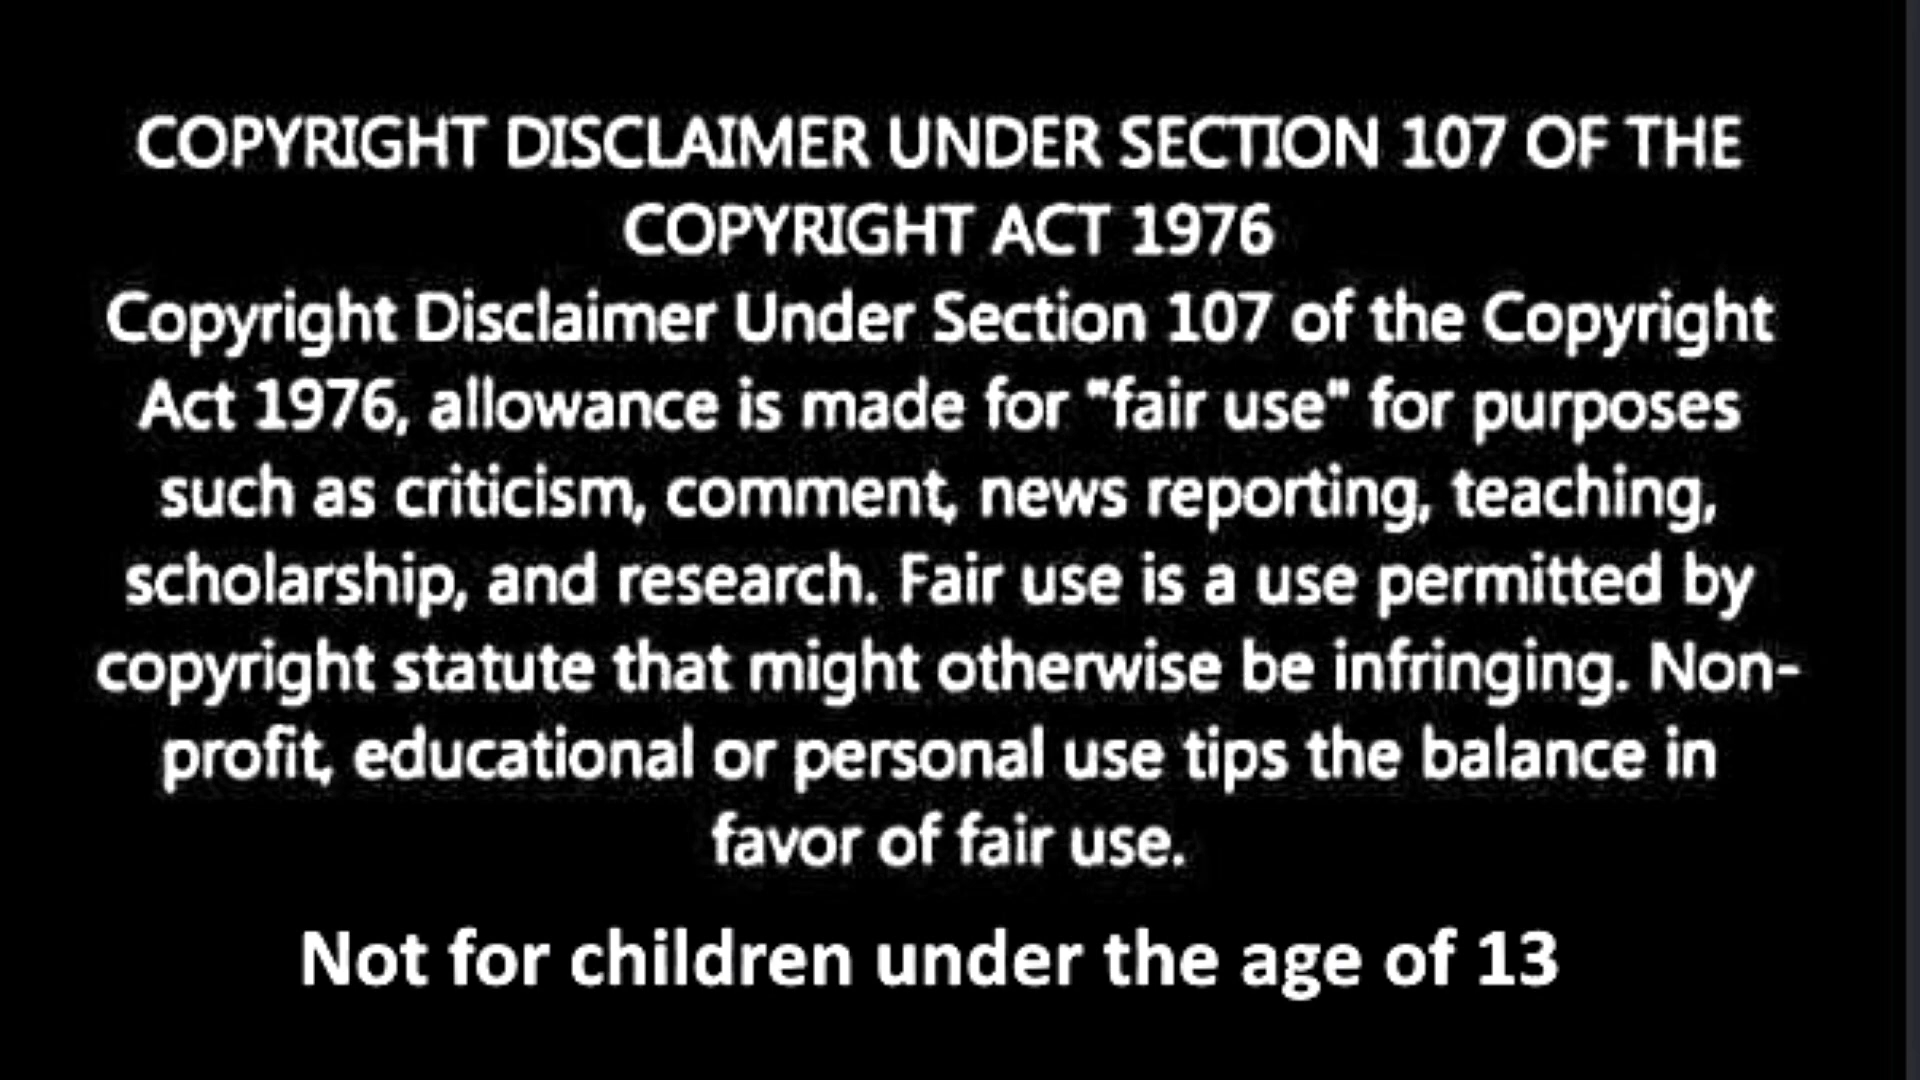 COPYRIGHT DISCLAIMER UNDER SECTION 107 OF THE
COPYRIGHT ACT 1976
Copyright Disclaimer Under Section 107 of the Copyright
Act 1976, allowance is made for "fair use" for purposes
such as criticism, comment, news reporting, teaching,
scholarship, and research. Fair use is a use permitted by
copyright statute that might otherwise be infringing. Non-
profit, educational or personal use tips the balance in
favor of fair use.
Not for children under the age of 13